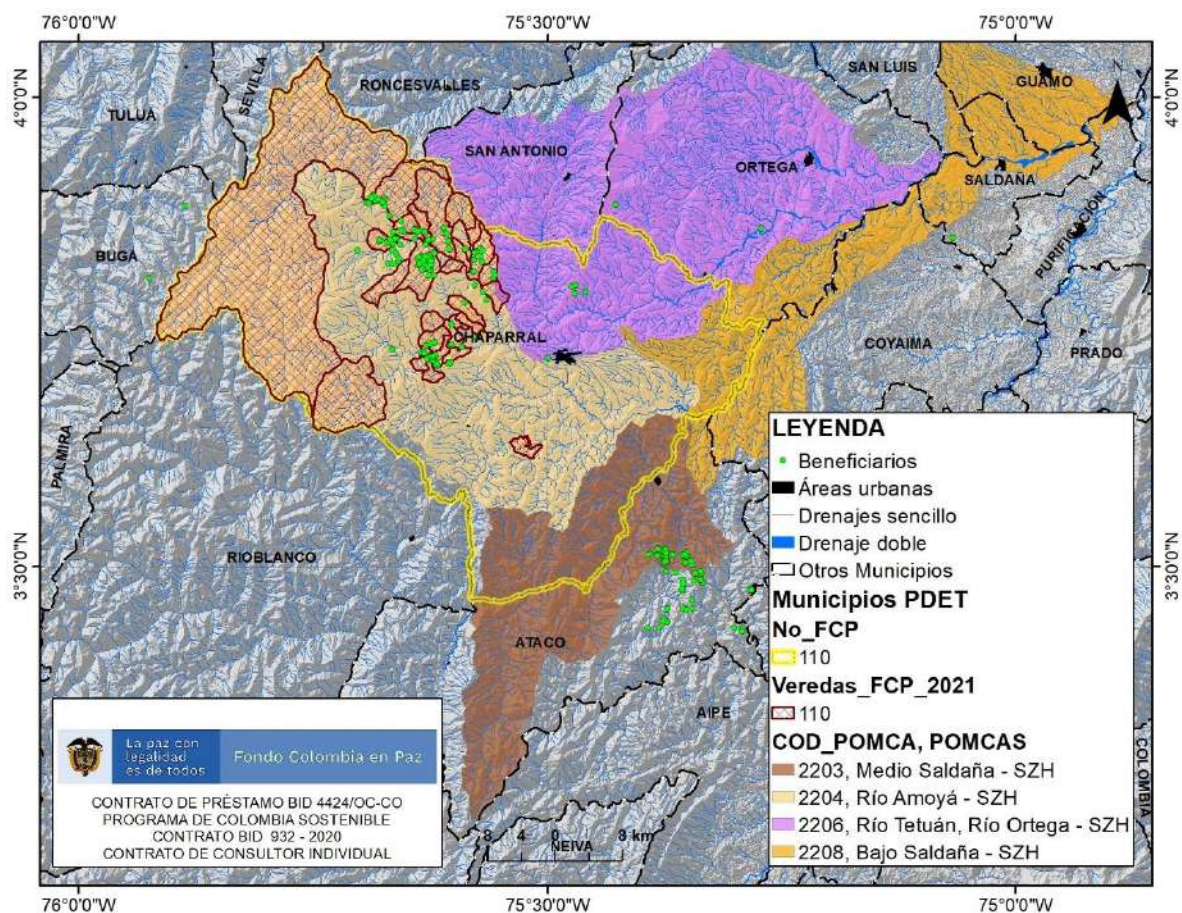 76°0'0"W
75°30'0"W
75°0'0"W
4°0'0"N
4°0'0"N
3°30'0"N
3°30'0"N
RONCESVALLES
SAN LUIS
GUAMO
N
TULUA
SEVILLA
SAN ANTONIO
ORTEGA
SALDAÑA
PURIFICACIÓN
BUGA
CHAPARRAL
COYAIMA
PRADO
PALMIRA
RIOBLANCO
ATACO
AIPE
NEIVA
COLOMBIA
8 4 0 8 km
LEYENDA
Beneficiarios
Áreas urbanas
Drenajes sencillo
Drenaje doble
Otros Municipios
Municipios PDET
No_FCP
110
Veredas_FCP_2021
110
COD_POMCA, POMCAS
2203, Medio Saldaña - SZH
2204, Río Amoyá - SZH
2206, Río Tetuán, Río Ortega - SZH
2208, Bajo Saldaña - SZH
La paz con
legalidad
es de todos
Fondo Colombia en Paz
CONTRATO DE PRÉSTAMO BID 4424/OC-CO
PROGRAMA DE COLOMBIA SOSTENIBLE
CONTRATO BID 932 - 2020
CONTRATO DE CONSULTOR INDIVIDUAL
76°0'0"W
75°30'0"W
75°0'0"W